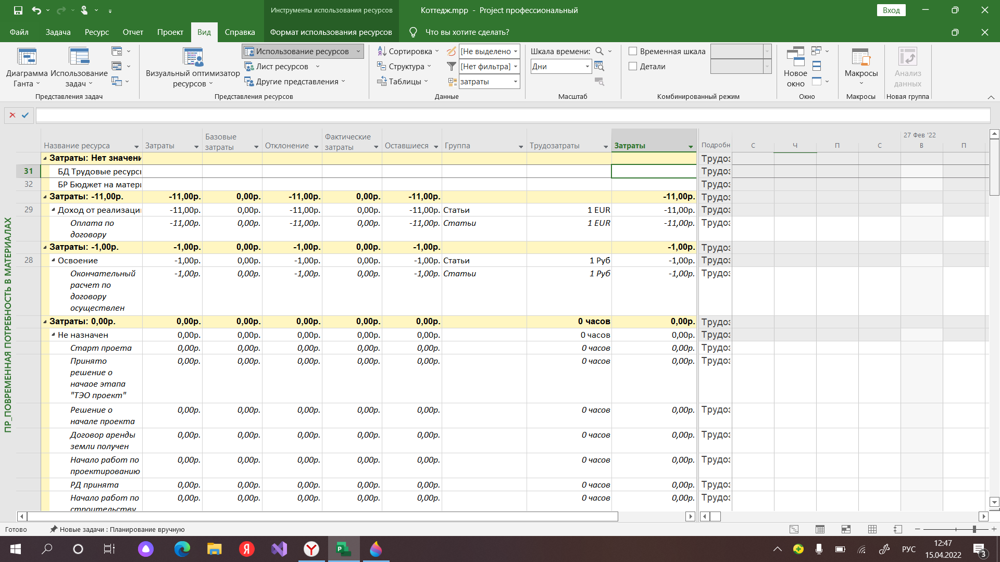 Инструменты использования ресурсов
Коттедж.mpp - Project профессиональный
Вход
Файл Задача Ресурс Отчет Проект Вид Справка Формат использования ресурсов Что вы хотите сделать?
Диаграмма Ганта
Использование задач
Представления задач
Визуальный оптимизатор ресурсов
Использование ресурсов
Лист ресурсов
Другие представления
Представления ресурсов
Сортировка [Не выделено
Структура [Нет фильтра]
Таблицы затраты
Данные
Шкала времени:
Дни
Масштаб
Временная шкала
Детали
Комбинированный режим
Новое окно
Окно
Макросы
Макросы
Анализ данных
Новая группа
Название ресурса Затраты Базовые затраты Отклонение Фактические затраты Оставшиеся Группа Трудозатраты Затраты Подробн С Ч П С 27 Фев '22 В П
Затраты: Нет значени Трудоз
31 БД Трудовые ресурсы Трудоз
32 БР Бюджет на матери Трудоз
Затраты: -11,00р. -11,00р. 0,00р. -11,00р. 0,00р. -11,00р. -11,00р. Трудоз
29 Доход от реализации -11,00р. 0,00р. -11,00р. 0,00р. -11,00р. Статьи 1 EUR -11,00р. Трудоз
Оплата по договору -11,00р. 0,00р. -11,00р. 0,00р. -11,00р. Статьи 1 EUR -11,00р. Трудоз
Затраты: -1,00р. -1,00р. 0,00р. -1,00р. 0,00р. -1,00р. -1,00р. Трудоз
28 Освоение -1,00р. 0,00р. -1,00р. 0,00р. -1,00р. Статьи 1 Руб -1,00р. Трудоз
Окончательный расчет по договору осуществлен -1,00р. 0,00р. -1,00р. 0,00р. -1,00р. Статьи 1 Руб -1,00р. Трудоз
Затраты: 0,00р. 0,00р. 0,00р. 0,00р. 0,00р. 0,00р. 0 часов 0,00р. Трудоз
Не назначен 0,00р. 0,00р. 0,00р. 0,00р. 0,00р. 0 часов 0,00р. Трудоз
Старт проета 0,00р. 0,00р. 0,00р. 0,00р. 0,00р. 0 часов 0,00р. Трудоз
Принято решение о начаое этапа "ТЭО проект" 0,00р. 0,00р. 0,00р. 0,00р. 0,00р. 0 часов 0,00р. Трудоз
Решение о начале проекта 0,00р. 0,00р. 0,00р. 0,00р. 0,00р. 0 часов 0,00р. Трудоз
Договор аренды земли получен 0,00р. 0,00р. 0,00р. 0,00р. 0,00р. 0 часов 0,00р. Трудоз
Начало работ по проектированию 0,00р. 0,00р. 0,00р. 0,00р. 0,00р. 0 часов 0,00р. Трудоз
РД принята 0,00р. 0,00р. 0,00р. 0,00р. 0,00р. 0 часов 0,00р. Трудоз
Начало работ по строительству 0,00р. 0,00р. 0,00р. 0,00р. 0,00р. 0 часов 0,00р. Трудоз
ПР_ПОВРЕМЕННАЯ ПОТРЕБНОСТЬ В МАТЕРИАЛАХ
Готово Новые задачи : Планирование вручную
РУС
12:47
15.04.2022
3